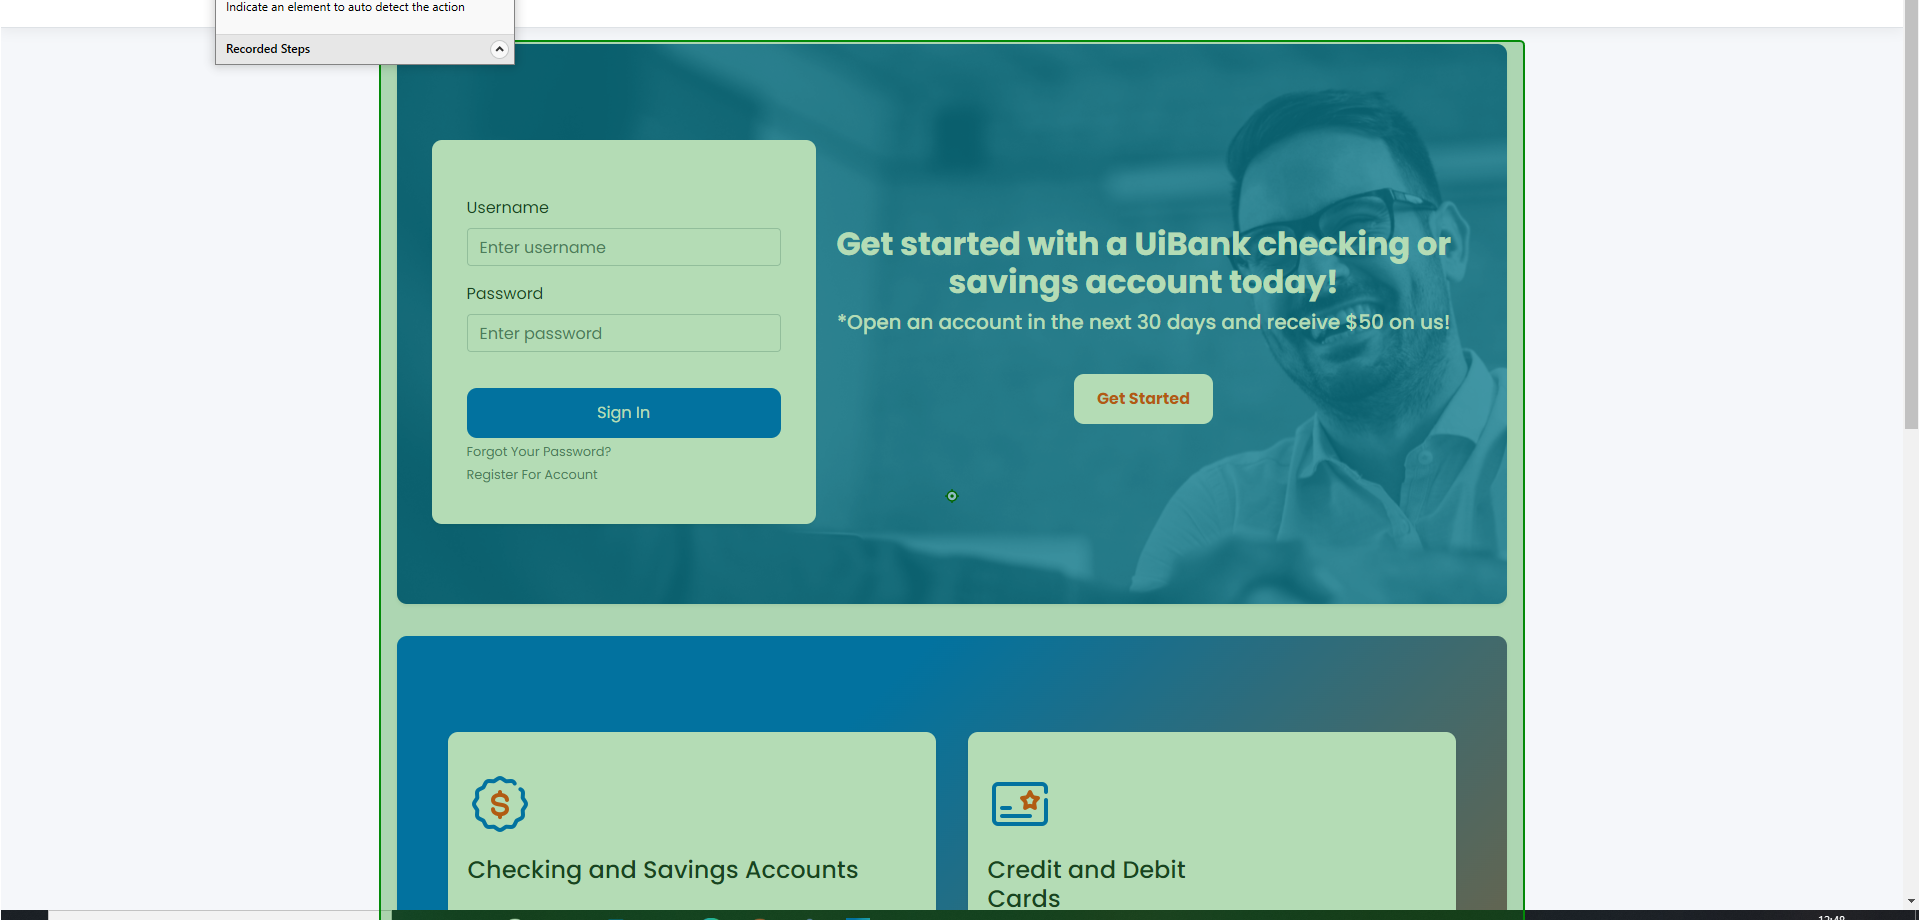 Indicate an element to auto detect the action
Recorded Steps
Username
Enter username
Password
Enter password
Sign In
Forgot Your Password?
Register For Account
Get started with a UiBank checking or
savings account today!
*Open an account in the next 30 days and receive $50 on us!
Get Started
Checking and Savings Accounts
Credit and Debit
Cards